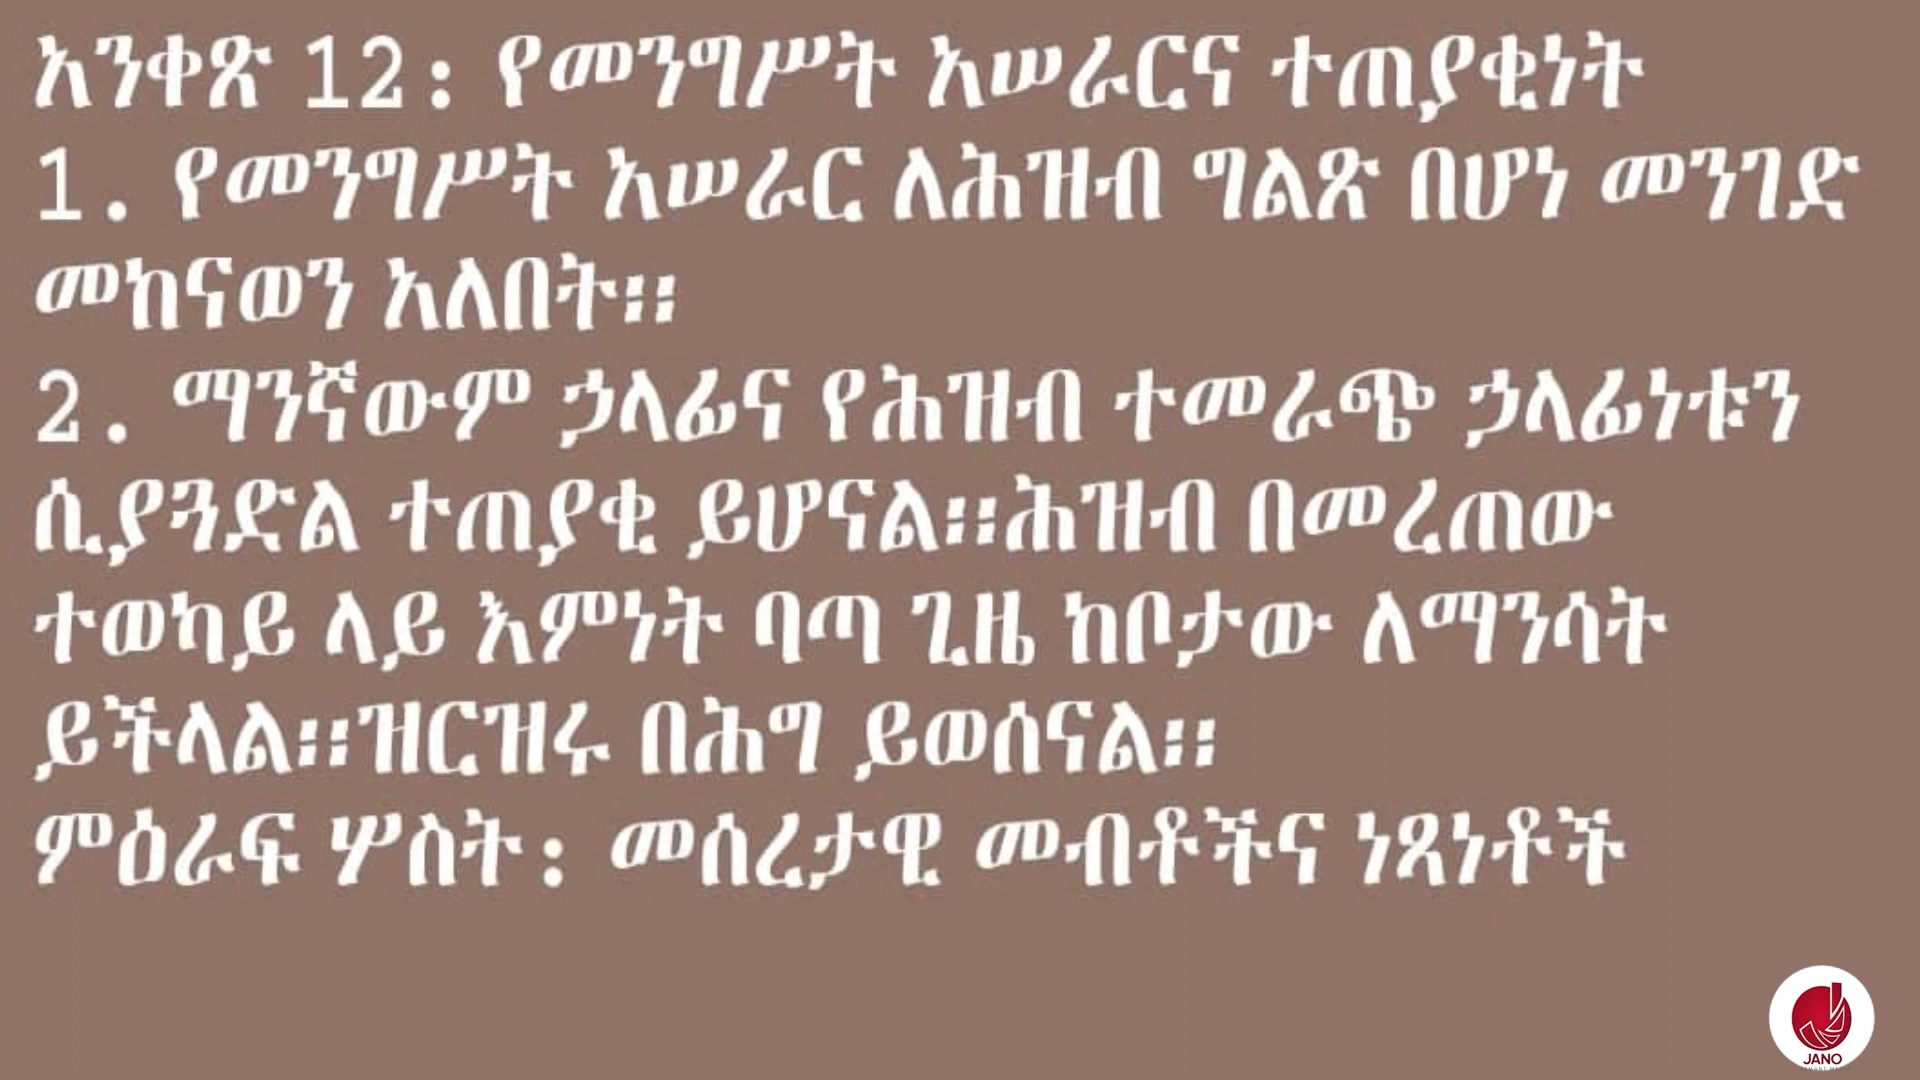 አንቀጽ 12: የመንግሥት አሠራርና ተጠያቂነት
1. የመንግሥት አሠራር ለሕዝብ ግልጽ በሆነ መንገድ
መከናወን አለበት፡፡
2. ማንኛውም ኃላፊና የሕዝብ ተመራጭ ኃላፊነቱን
ሲያጓድል ተጠያቂ ይሆናል፡፡ሕዝብ በመረጠው
ተወካይ ላይ እምነት ባጣ ጊዜ ከቦታው ለማንሳት
ይችላል፡፡ዝርዝሩ በሕግ ይወሰናል፡፡
ምዕራፍ ሦስት: መሰረታዊ መብቶችና ነጻነቶች
JANO